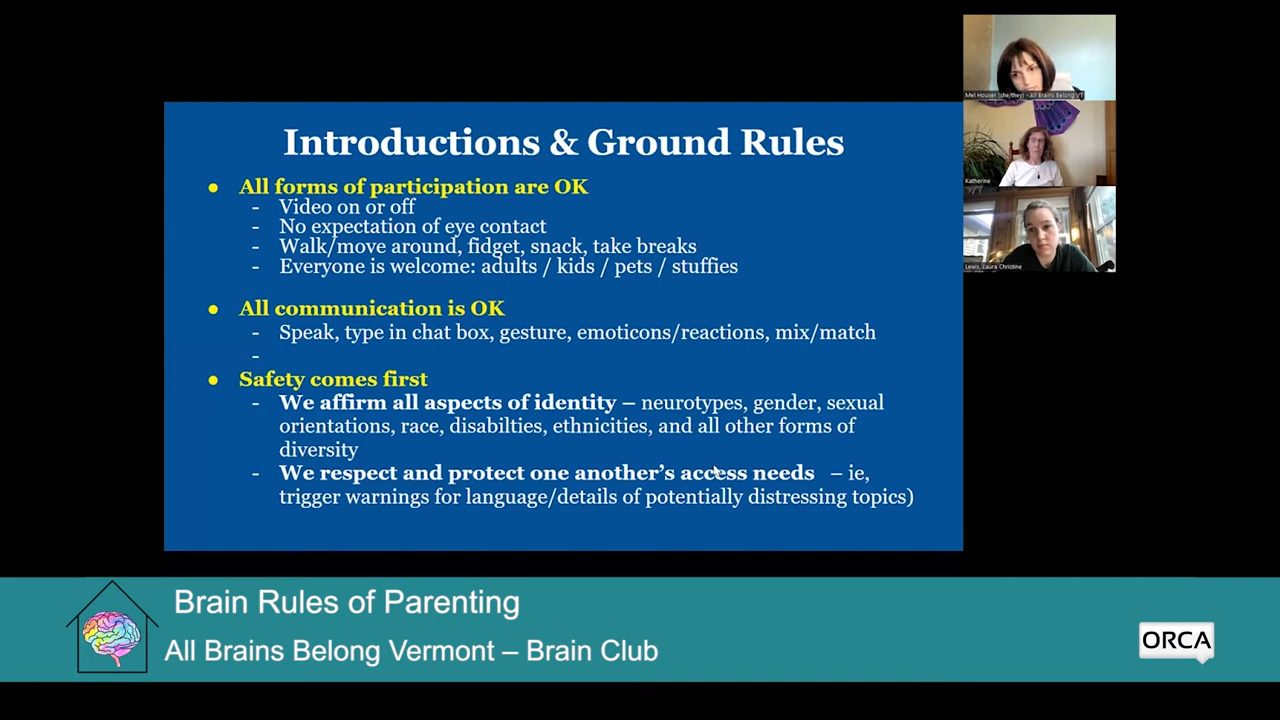 Introductions & Ground Rules
● All forms of participation are OK
- Video on or off
- No expectation of eye contact
- Walk/move around, fidget, snack, take breaks
- Everyone is welcome: adults / kids / pets / stuffies
● All communication is OK
- Speak, type in chat box, gesture, emoticons/reactions, mix/match
-
● Safety comes first
- We affirm all aspects of identity – neurotypes, gender, sexual
orientations, race, disabilties, ethnicities, and all other forms of
diversity
- We respect and protect one another's access needs – ie,
trigger warnings for language/details of potentially distressing topics)
Mel Houser (she/they) - All Brains Belong VT
Katherine
Lewis, Laura Christine
Brain Rules of Parenting
All Brains Belong Vermont – Brain Club
ORCA